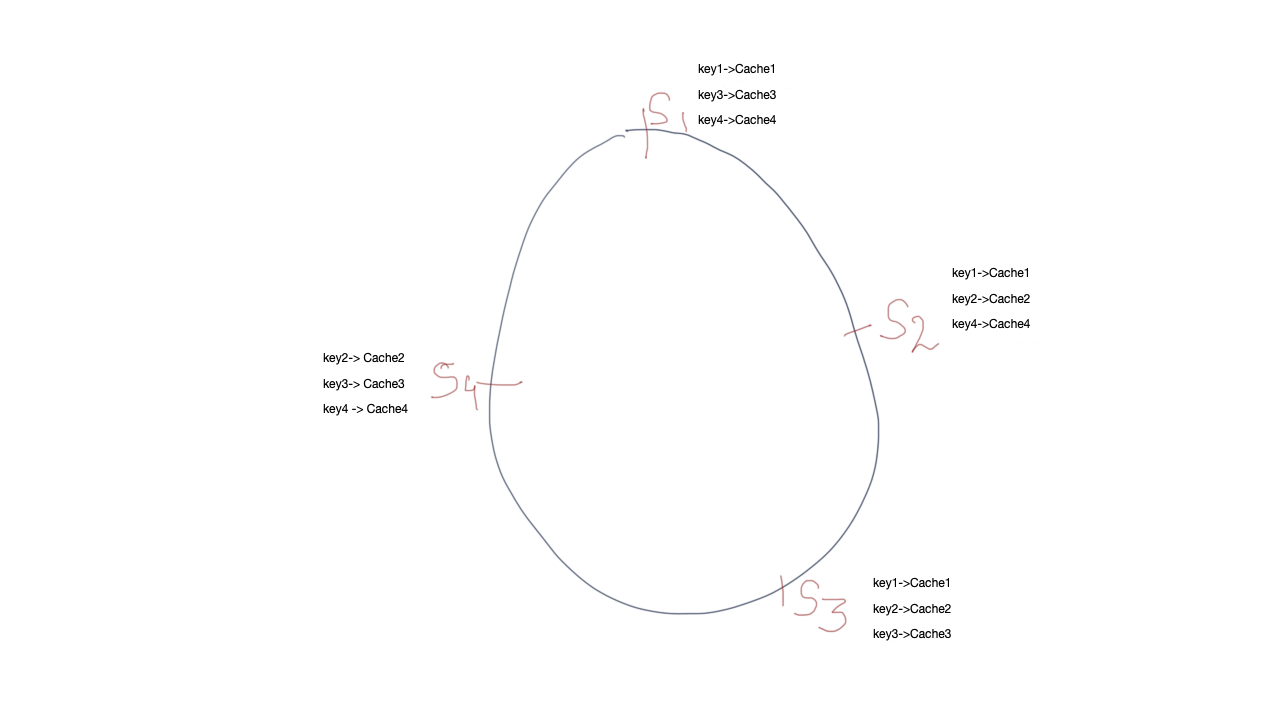 key1->Cache1
key3->Cache3
key4->Cache4
S1
key1->Cache1
key2->Cache2
key4->Cache4
S2
key2-> Cache2
key3-> Cache3
key4 -> Cache4
S4
key1->Cache1
key2->Cache2
key3->Cache3
S3